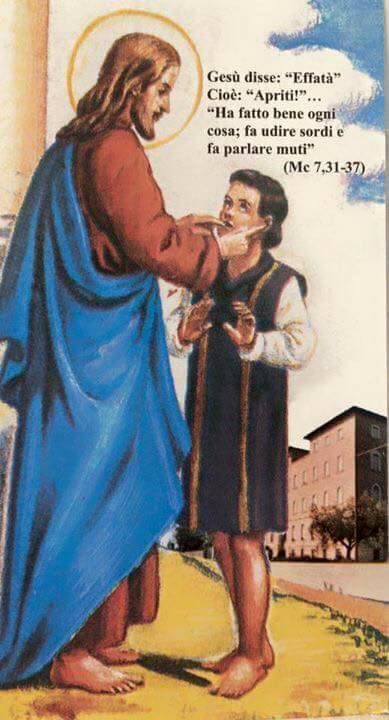 Gesù disse: “Effatà”
Cioè: “Apriti!”…
“Ha fatto bene ogni
cosa; fa udire sordi e
fa parlare muti”
(Mc 7,31-37)